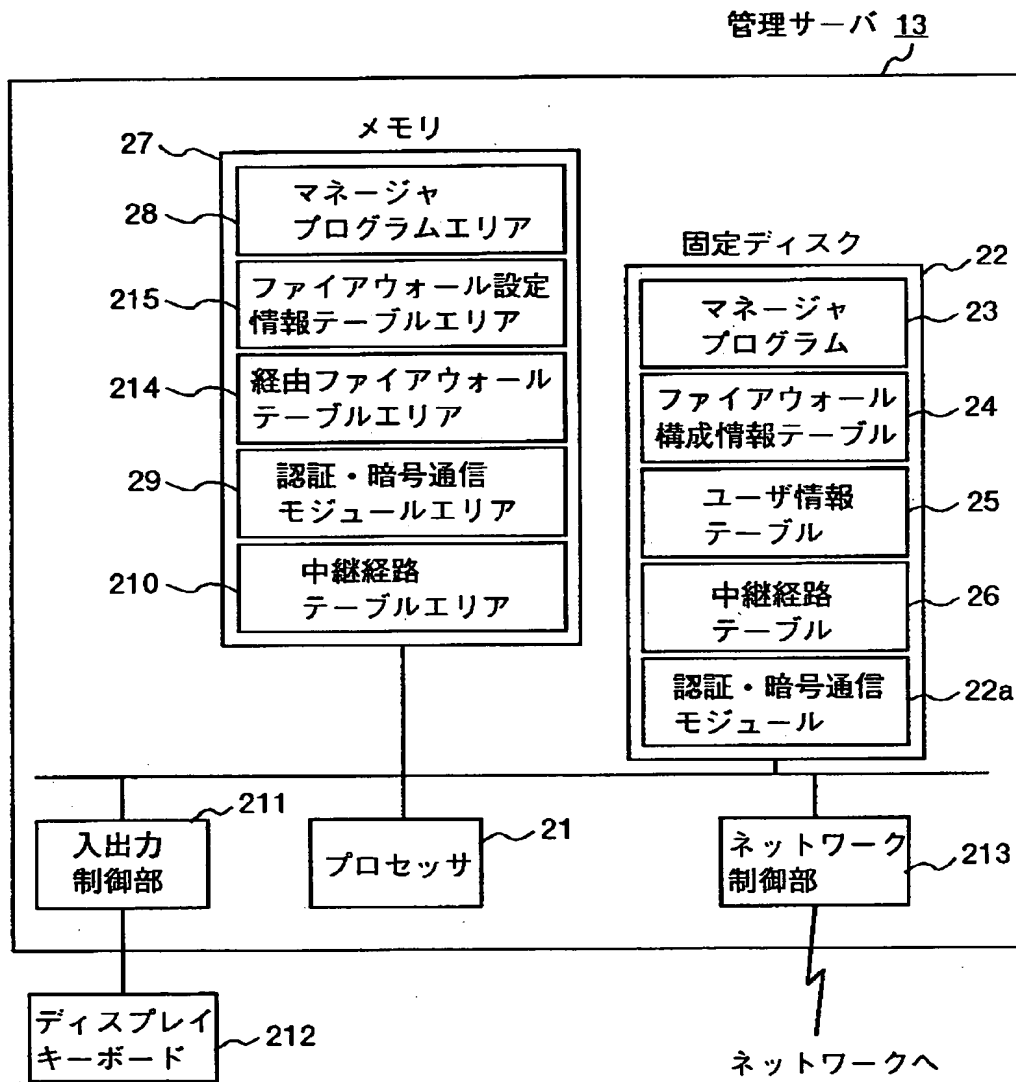 管理サーバ 13
メモリ
27
マネージャ
プログラムエリア
28
ファイアウォール設定
情報テーブルエリア
215
経由ファイアウォール
テーブルエリア
214
認証・暗号通信
モジュールエリア
29
中継経路
テーブルエリア
210
固定ディスク
22
マネージャ
プログラム
23
ファイアウォール
構成情報テーブル
24
ユーザ情報
テーブル
25
中継経路
テーブル
26
認証・暗号通信
モジュール
22a
入出力
制御部
211
プロセッサ
21
ネットワーク
制御部
213
ディスプレイ
キーボード
212
ネットワークへ